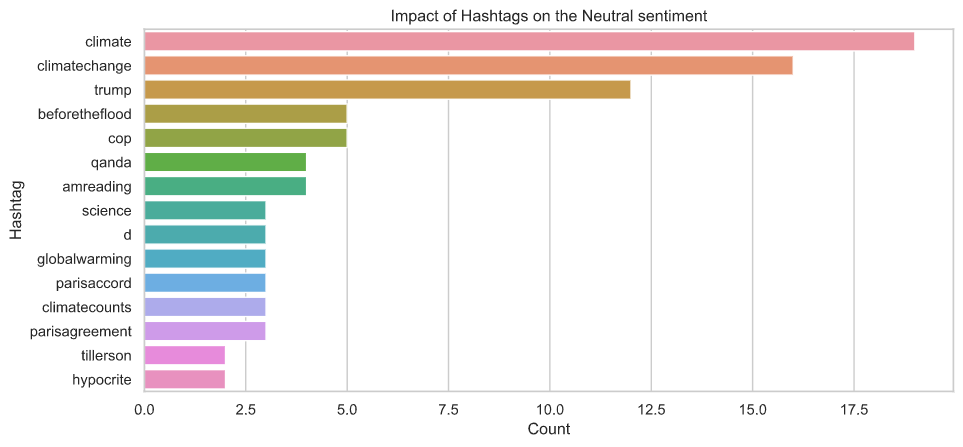 Impact of Hashtags on the Neutral sentiment
climate
climatechange
trump
beforetheflood
cop
qanda
amreading
science
d
globalwarming
parisaccord
climatecounts
parisagreement
tillerson
hypocrite
Hashtag
0.0 2.5 5.0 7.5 10.0 12.5 15.0 17.5
Count